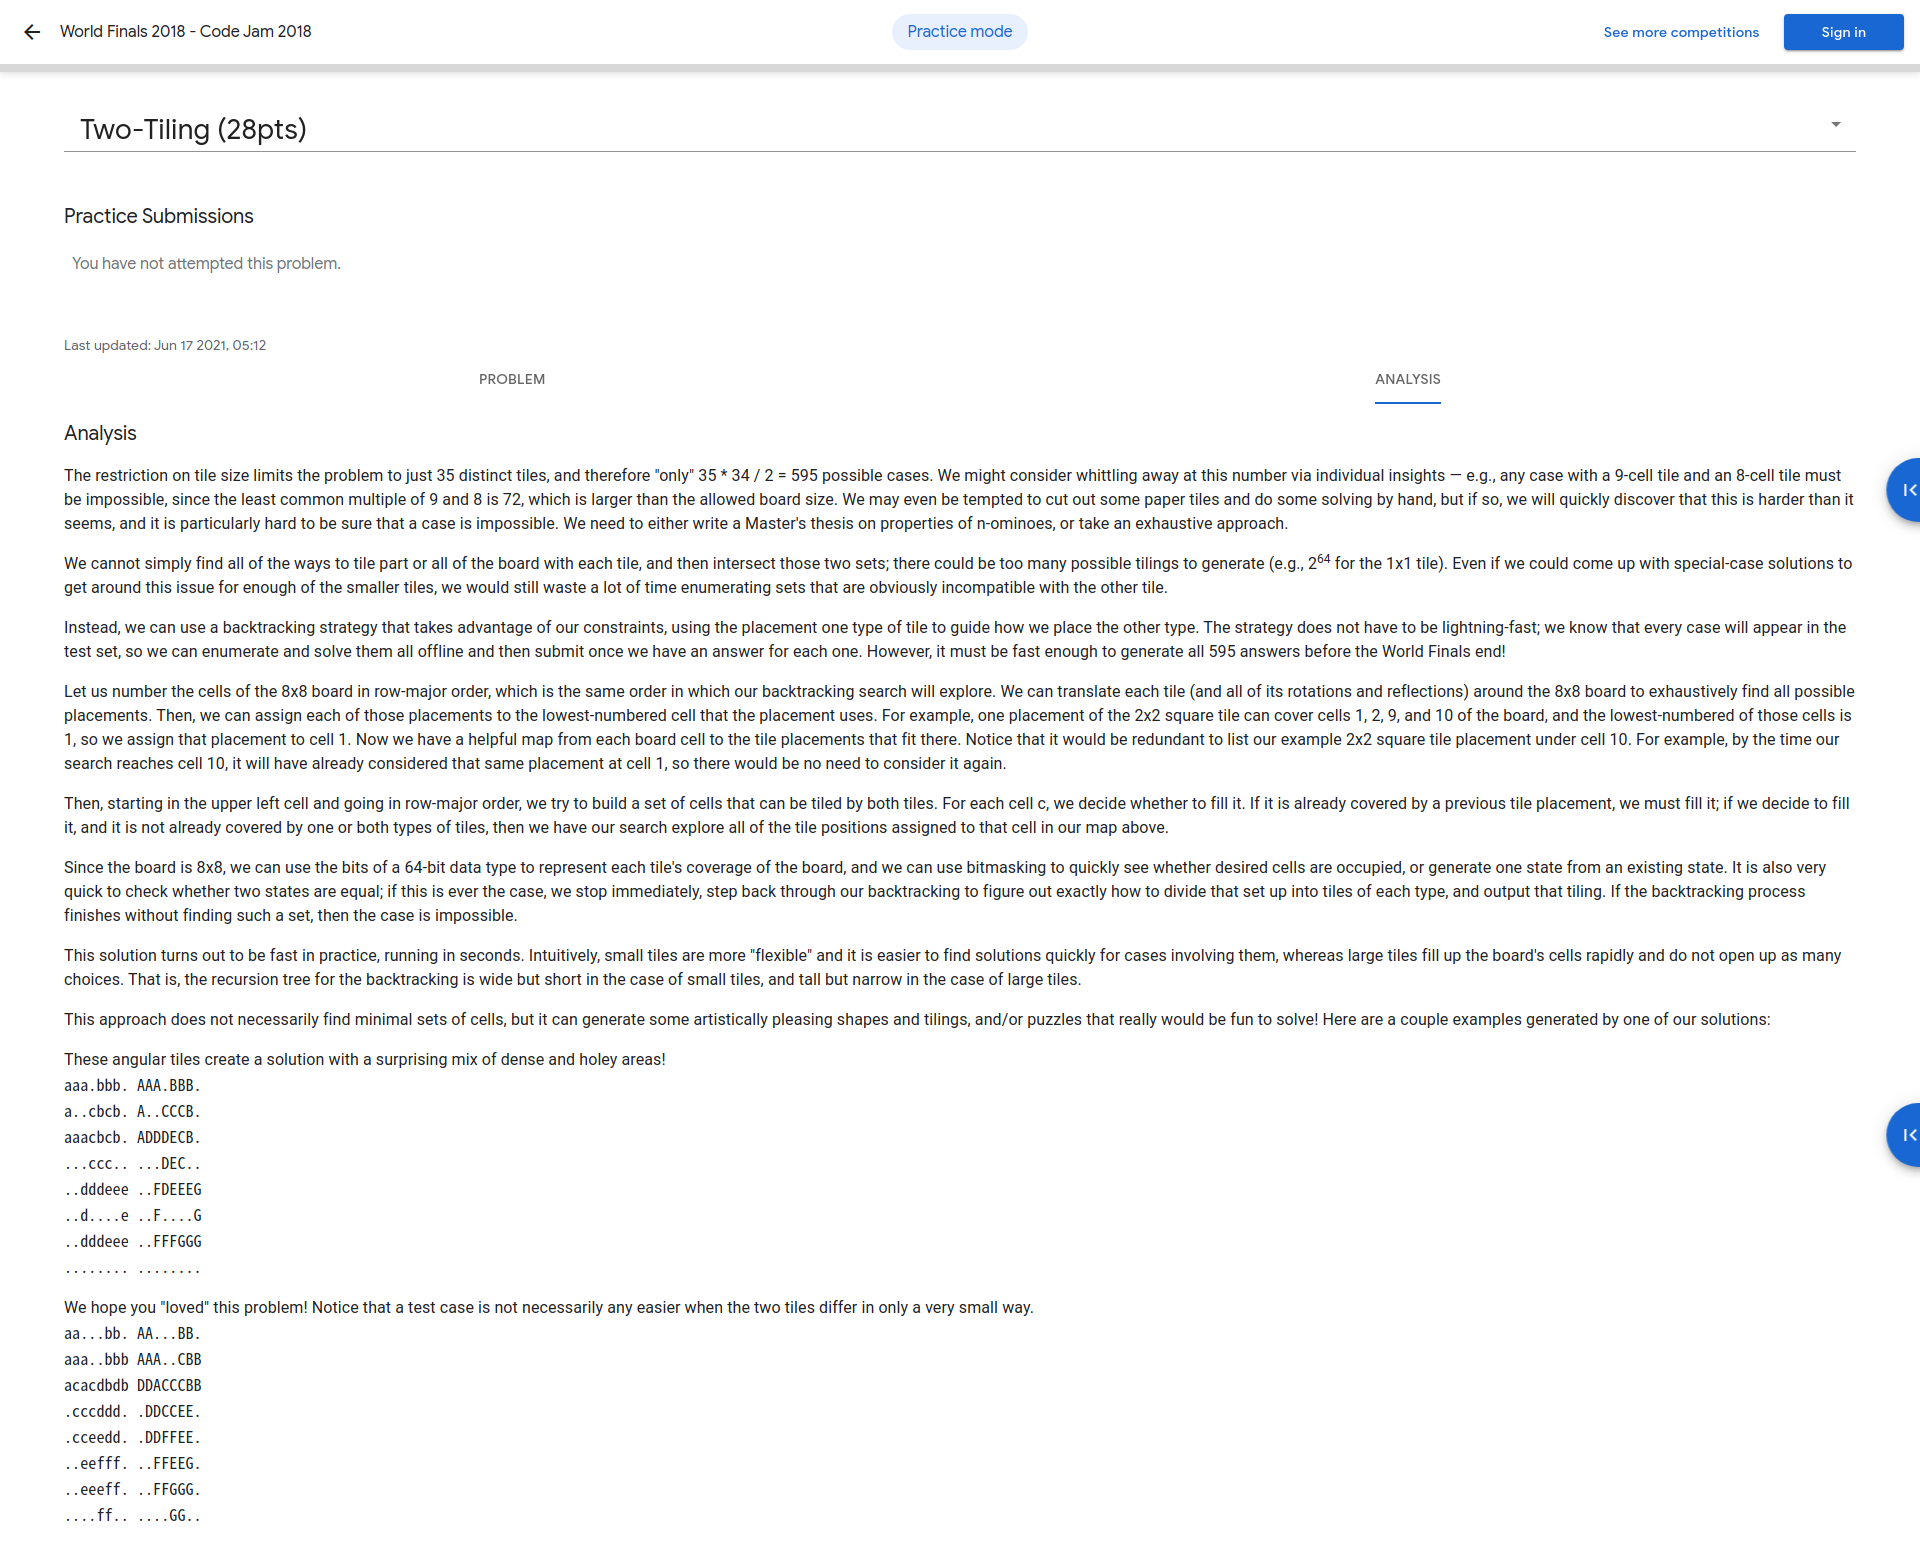 World Finals 2018 - Code Jam 2018
Practice mode
See more competitions
Sign in
Two-Tiling (28pts)
Practice Submissions
You have not attempted this problem.
Last updated: Jun 17 2021, 05:12
PROBLEM
ANALYSIS
Analysis
The restriction on tile size limits the problem to just 35 distinct tiles, and therefore "only" 35 * 34 / 2 = 595 possible cases. We might consider whittling away at this number via individual insights — e.g., any case with a 9-cell tile and an 8-cell tile must
be impossible, since the least common multiple of 9 and 8 is 72, which is larger than the allowed board size. We may even be tempted to cut out some paper tiles and do some solving by hand, but if so, we will quickly discover that this is harder than it
seems, and it is particularly hard to be sure that a case is impossible. We need to either write a Master's thesis on properties of n-ominoes, or take an exhaustive approach.
We cannot simply find all of the ways to tile part or all of the board with each tile, and then intersect those two sets; there could be too many possible tilings to generate (e.g., 2^64 for the 1x1 tile). Even if we could come up with special-case solutions to
get around this issue for enough of the smaller tiles, we would still waste a lot of time enumerating sets that are obviously incompatible with the other tile.
Instead, we can use a backtracking strategy that takes advantage of our constraints, using the placement one type of tile to guide how we place the other type. The strategy does not have to be lightning-fast; we know that every case will appear in the
test set, so we can enumerate and solve them all offline and then submit once we have an answer for each one. However, it must be fast enough to generate all 595 answers before the World Finals end!
Let us number the cells of the 8x8 board in row-major order, which is the same order in which our backtracking search will explore. We can translate each tile (and all of its rotations and reflections) around the 8x8 board to exhaustively find all possible
placements. Then, we can assign each of those placements to the lowest-numbered cell that the placement uses. For example, one placement of the 2x2 square tile can cover cells 1, 2, 9, and 10 of the board, and the lowest-numbered of those cells is
1, so we assign that placement to cell 1. Now we have a helpful map from each board cell to the tile placements that fit there. Notice that it would be redundant to list our example 2x2 square tile placement under cell 10. For example, by the time our
search reaches cell 10, it will have already considered that same placement at cell 1, so there would be no need to consider it again.
Then, starting in the upper left cell and going in row-major order, we try to build a set of cells that can be tiled by both tiles. For each cell c, we decide whether to fill it. If it is already covered by a previous tile placement, we must fill it; if we decide to fill
it, and it is not already covered by one or both types of tiles, then we have our search explore all of the tile positions assigned to that cell in our map above.
Since the board is 8x8, we can use the bits of a 64-bit data type to represent each tile's coverage of the board, and we can use bitmasking to quickly see whether desired cells are occupied, or generate one state from an existing state. It is also very
quick to check whether two states are equal; if this is ever the case, we stop immediately, step back through our backtracking to figure out exactly how to divide that set up into tiles of each type, and output that tiling. If the backtracking process
finishes without finding such a set, then the case is impossible.
This solution turns out to be fast in practice, running in seconds. Intuitively, small tiles are more "flexible" and it is easier to find solutions quickly for cases involving them, whereas large tiles fill up the board's cells rapidly and do not open up as many
choices. That is, the recursion tree for the backtracking is wide but short in the case of small tiles, and tall but narrow in the case of large tiles.
This approach does not necessarily find minimal sets of cells, but it can generate some artistically pleasing shapes and tilings, and/or puzzles that really would be fun to solve! Here are a couple examples generated by one of our solutions:
These angular tiles create a solution with a surprising mix of dense and holey areas!
aaa.bbb. AAA.BBB.
a..cbcb. A..CCCB.
aaacbcb. ADDDECB.
...ccc.. ...DEC..
..dddeee ..FDEEEG
..d....e ..F....G
..dddeee ..FFFGGG
........ ........
We hope you "loved" this problem! Notice that a test case is not necessarily any easier when the two tiles differ in only a very small way.
aa...bb. AA...BB.
aaa..bbb AAA..CBB
acacdbdb DDACCCBB
.cccddd. .DDCCEE.
.cceedd. .DDFFEE.
..eefff. ..FFEEG.
..eeeff. ..FFGGG.
....ff.. ....GG..